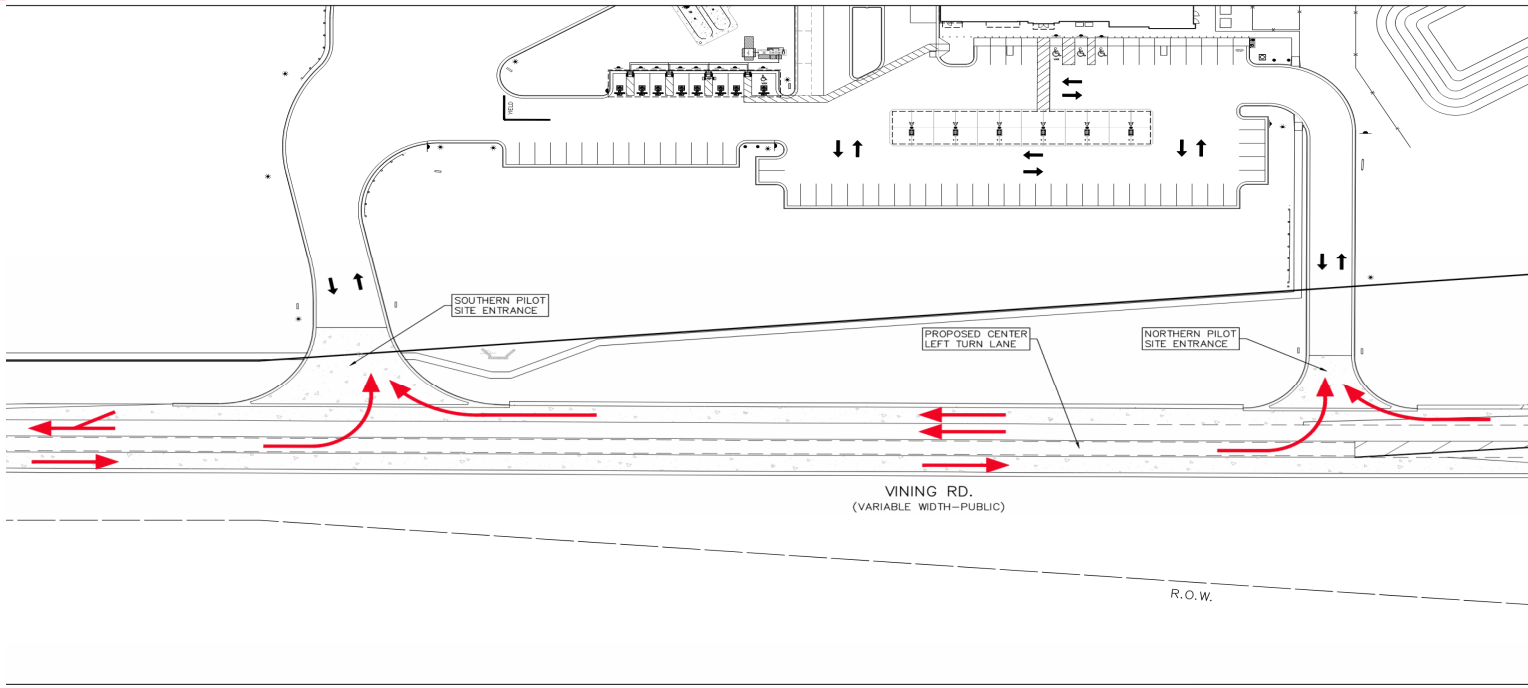 YIELD
SOUTHERN PILOT
SITE ENTRANCE
PROPOSED CENTER
LEFT TURN LANE
NORTHERN PILOT
SITE ENTRANCE
VINING RD.
(VARIABLE WIDTH-PUBLIC)
R.O.W.